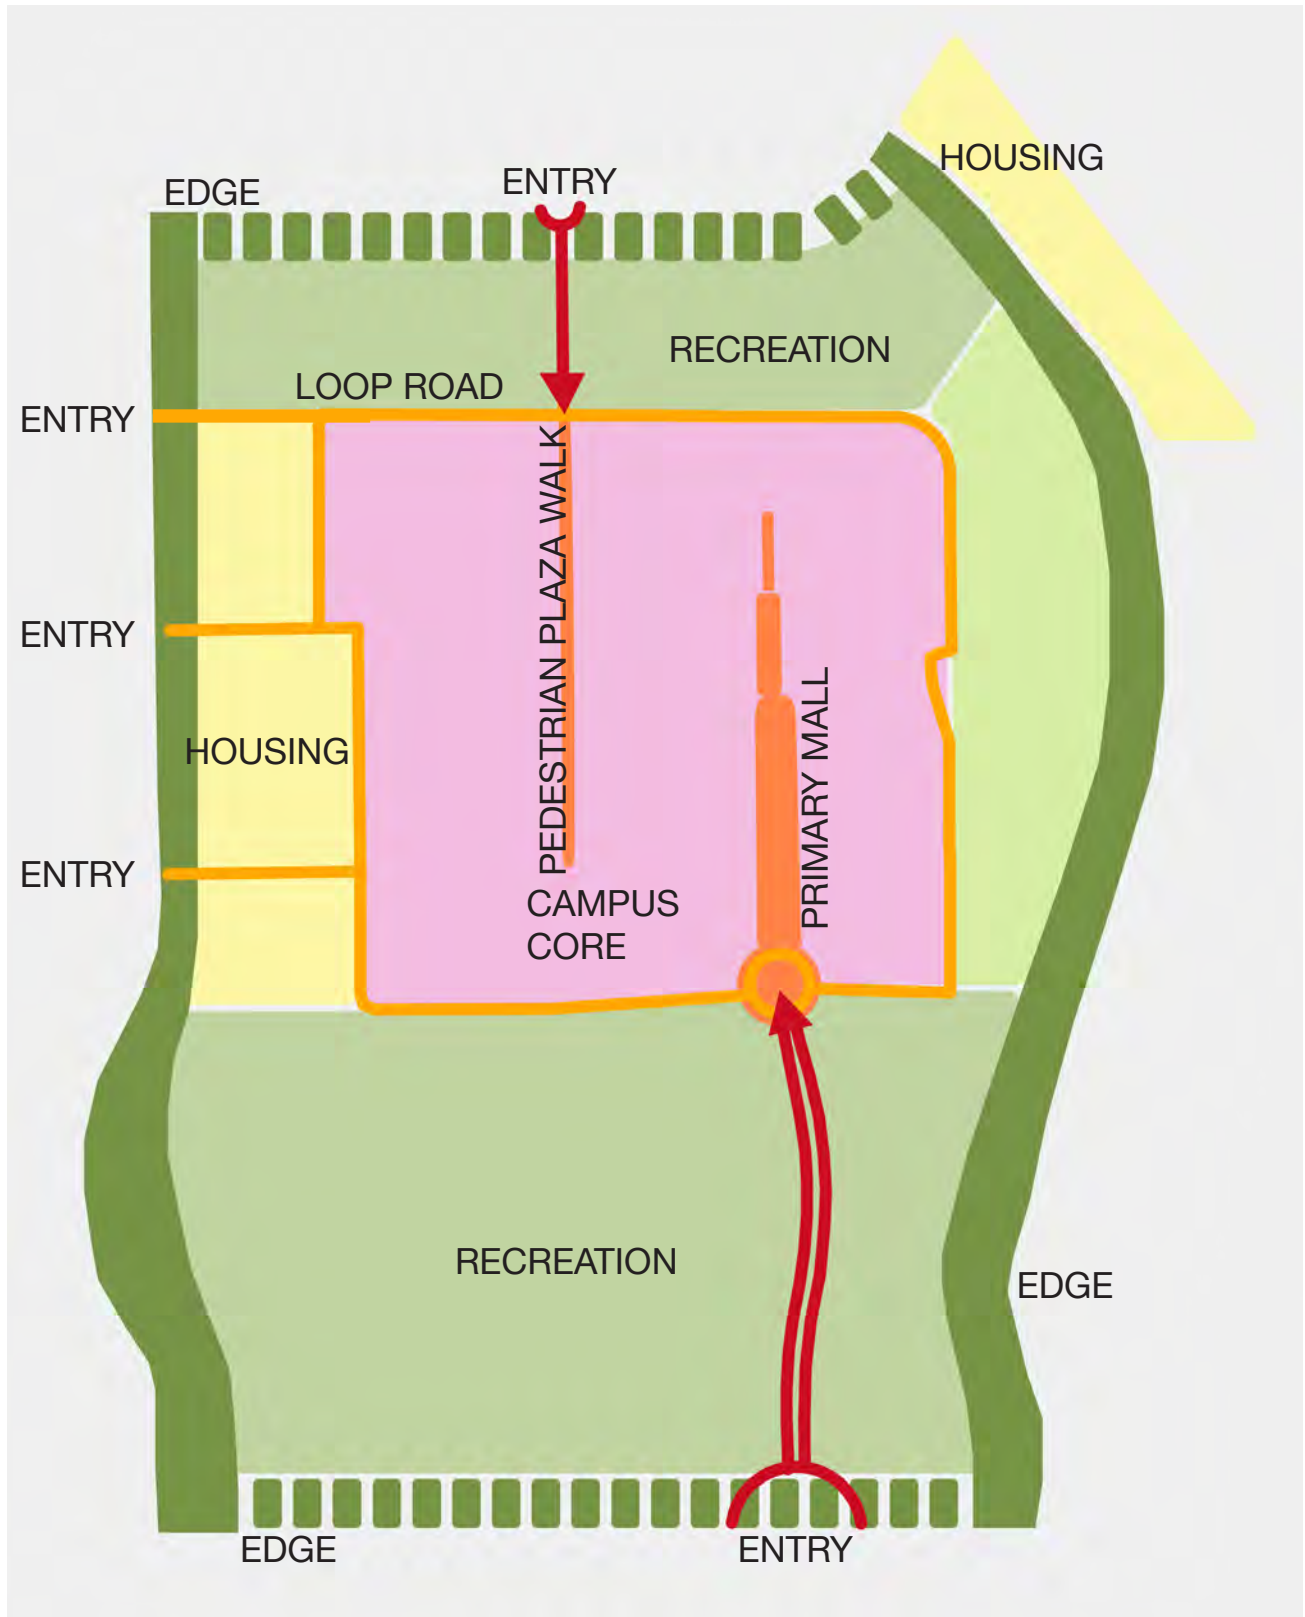 HOUSING
EDGE
ENTRY
RECREATION
LOOP ROAD
ENTRY
PEDESTRIAN PLAZA WALK
ENTRY
PRIMARY MALL
HOUSING
ENTRY
CAMPUS
CORE
RECREATION
EDGE
EDGE
ENTRY